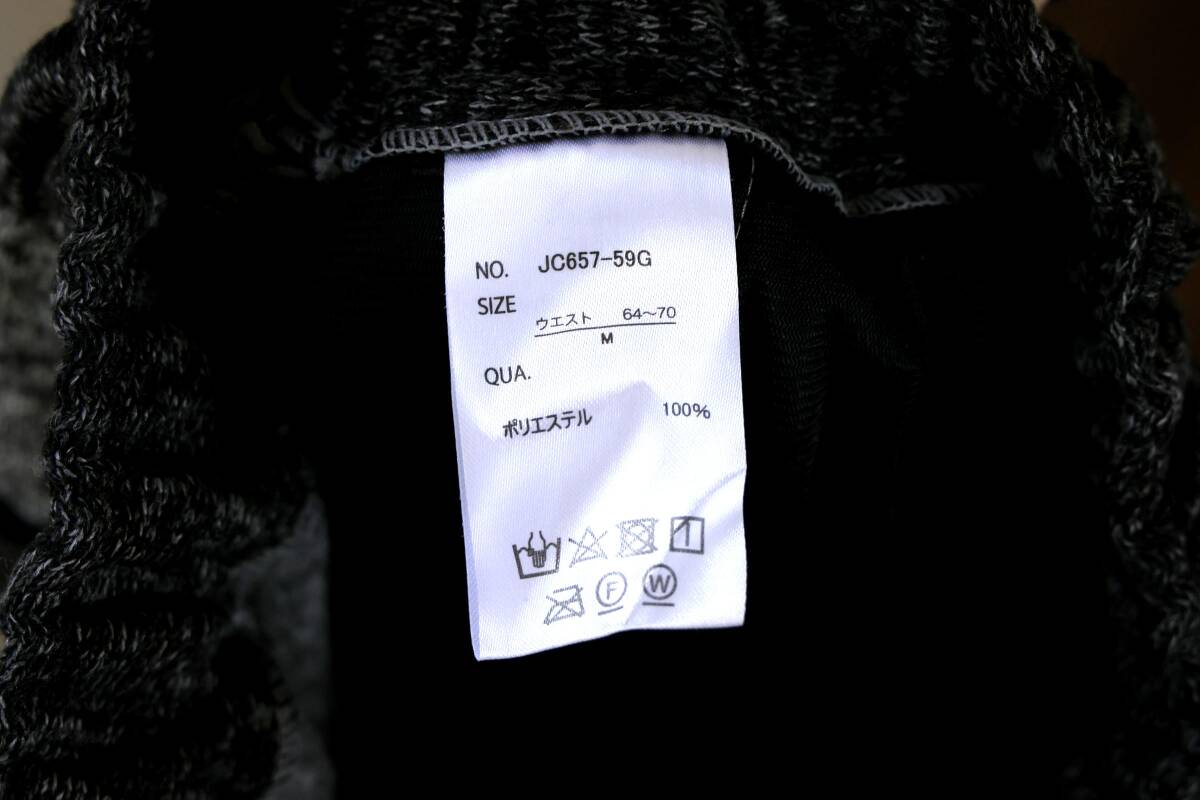 NO. JC657-59G
SIZE
ウエスト 64~70
M
QUA.
ポリエステル 100%
F W